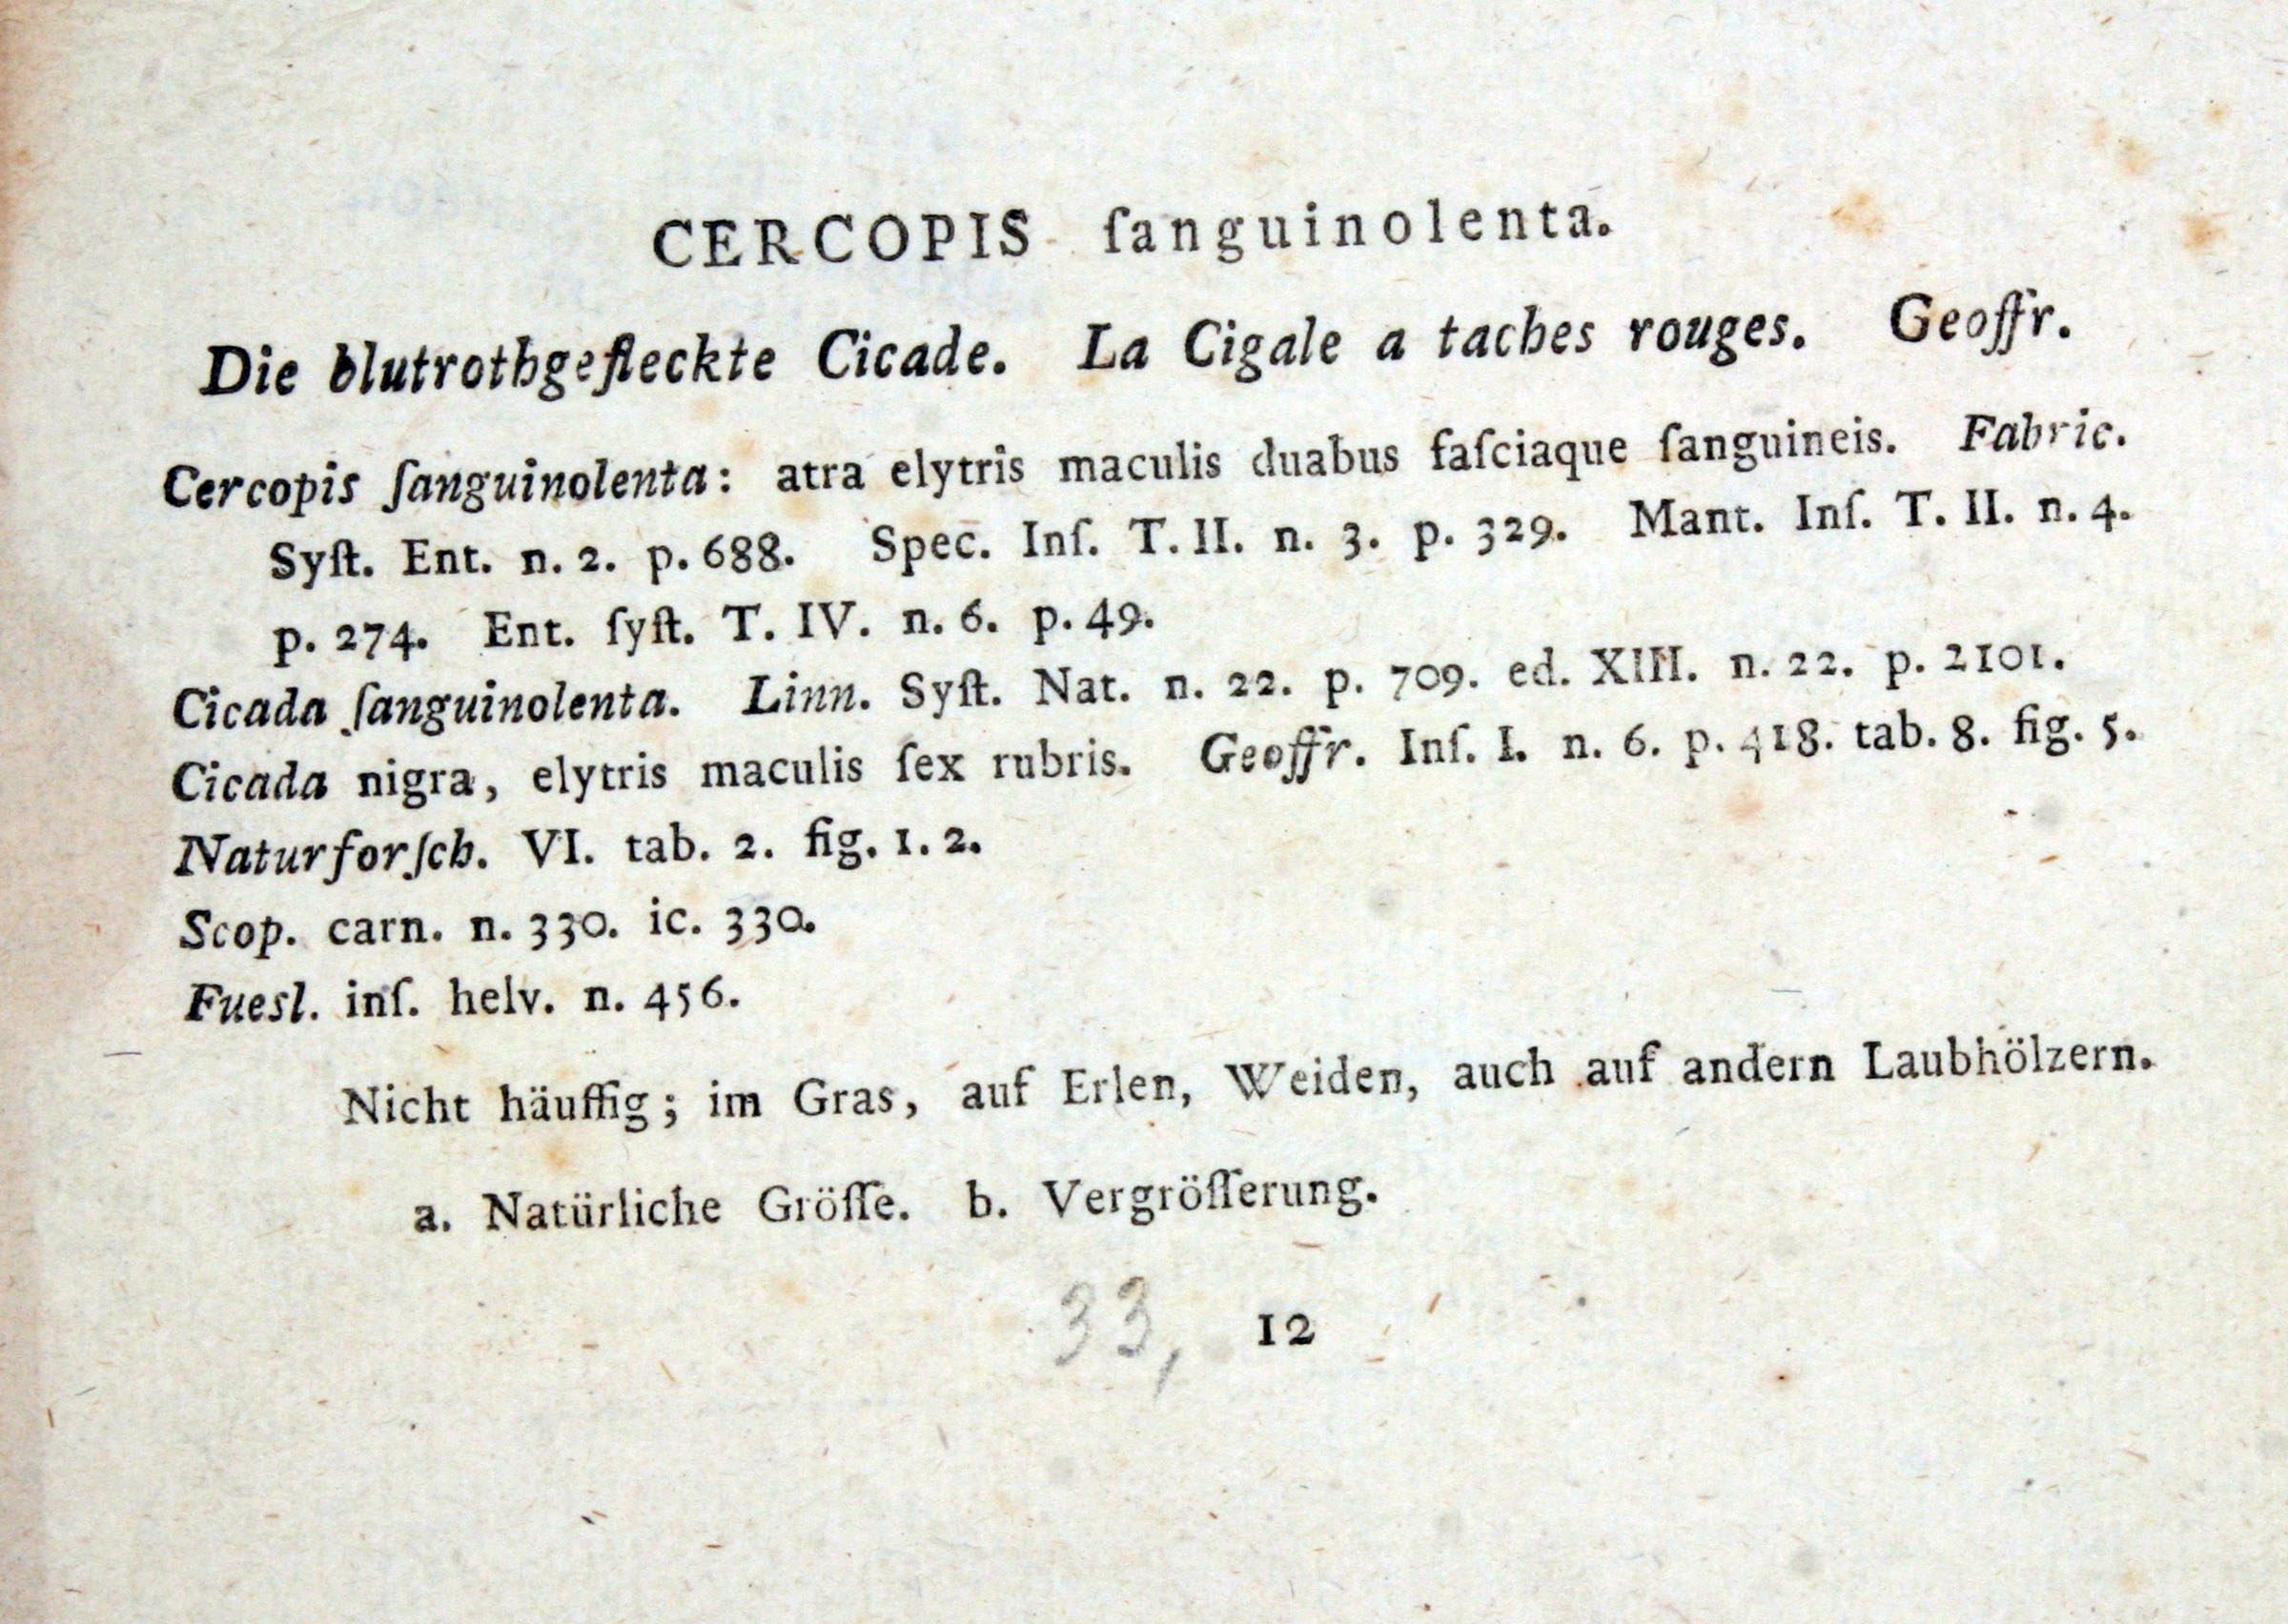 CERCOPIS ſanguinolenta.
Die blutrothgefleckte Cicade. La Cigale a taches rouges. Geoffr.
Cercopis ſanguinolenta: atra elytris maculis duabus faſciaque ſanguineis. Fabric.
Syſt. Ent. n. 2. p. 688. Spec. Inſ. T. II. n. 3. p. 329. Mant. Inſ. T. II. n. 4.
p. 274. Ent. ſyſt. T. IV. n. 6. p. 49.
Cicada ſanguinolenta. Linn. Syſt. Nat. n. 22. p. 709. ed. XIII. n. 22. p. 2101.
Cicada nigra, elytris maculis ſex rubris. Geoffr. Inſ. I. n. 6. p. 418. tab. 8. fig. 5.
Naturforſch. VI. tab. 2. fig. 1. 2.
Scop. carn. n. 330. ic. 330.
Fuesl. inſ. helv. n. 456.
Nicht häuffig; im Gras, auf Erlen, Weiden, auch auf andern Laubhölzern.
a. Natürliche Gröſſe. b. Vergröſſerung.
33, 12